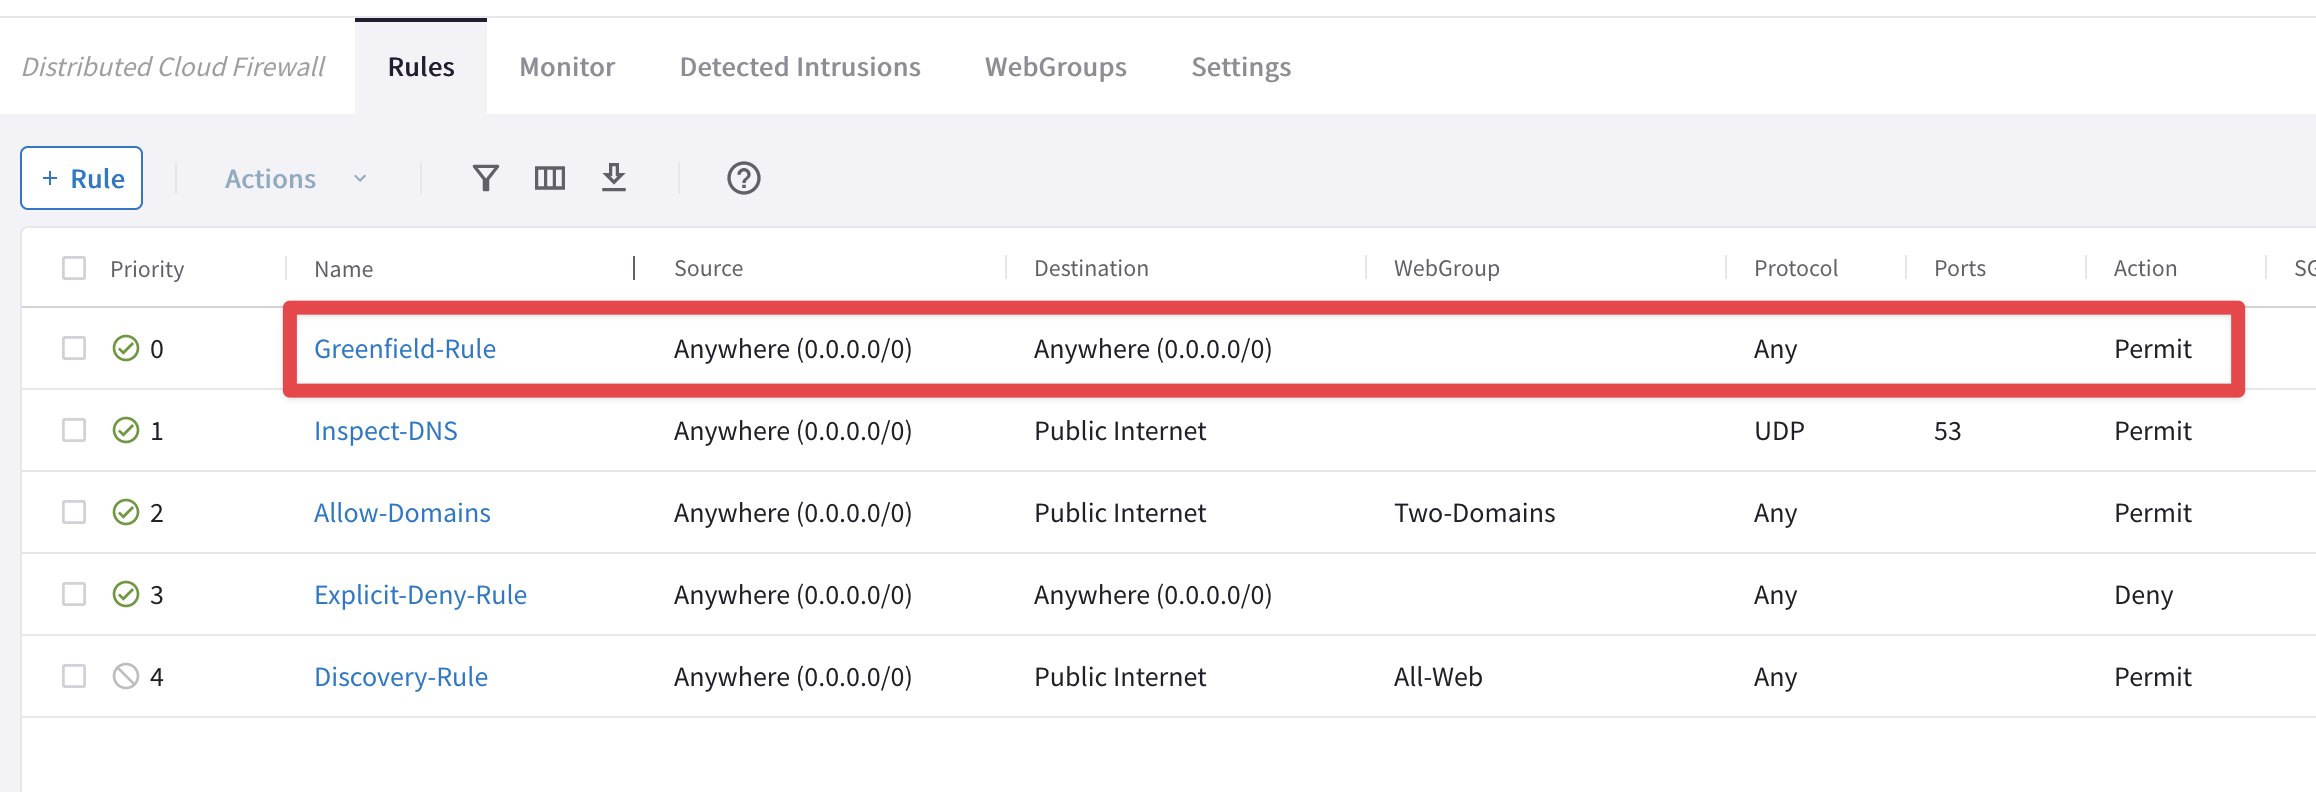 Distributed Cloud Firewall Rules Monitor Detected Intrusions WebGroups Settings
+ Rule Actions
Priority Name Source Destination WebGroup Protocol Ports Action SG
0 Greenfield-Rule Anywhere (0.0.0.0/0) Anywhere (0.0.0.0/0) Any Permit
1 Inspect-DNS Anywhere (0.0.0.0/0) Public Internet UDP 53 Permit
2 Allow-Domains Anywhere (0.0.0.0/0) Public Internet Two-Domains Any Permit
3 Explicit-Deny-Rule Anywhere (0.0.0.0/0) Anywhere (0.0.0.0/0) Any Deny
4 Discovery-Rule Anywhere (0.0.0.0/0) Public Internet All-Web Any Permit